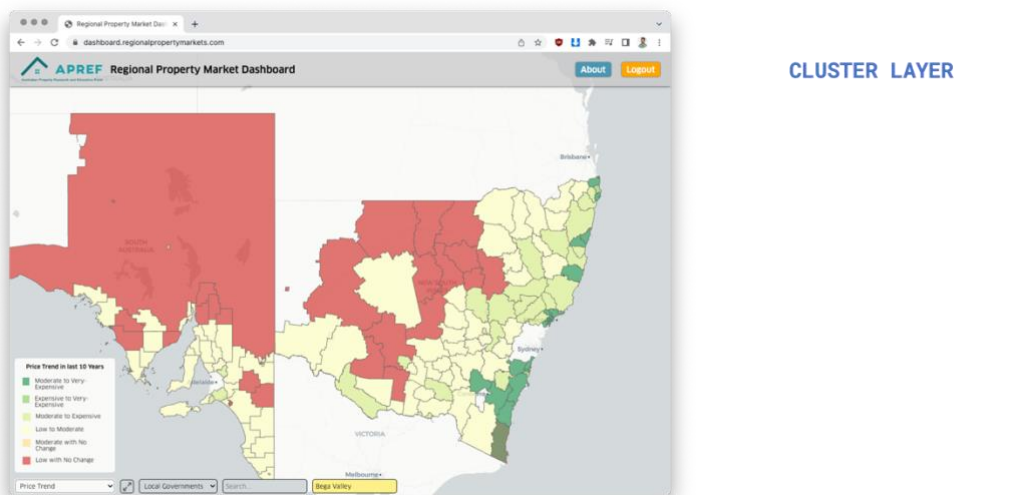 Regional Property Market Das
dashboard.regionalpropertymarkets.com
APREF Regional Property Market Dashboard
About
Logout
CLUSTER LAYER
Brisbane
SOUTH
AUSTRALIA
Sydney
Adelaide
VICTORIA
Melbourne
Price Trend in last 10 Years
Moderate to Very-
Expensive
Expensive to Very-
Expensive
Moderate to Expensive
Low to Moderate
Moderate with No
Change
Low with No Change
Price Trend
Local Governments
Search...
Bega Valley